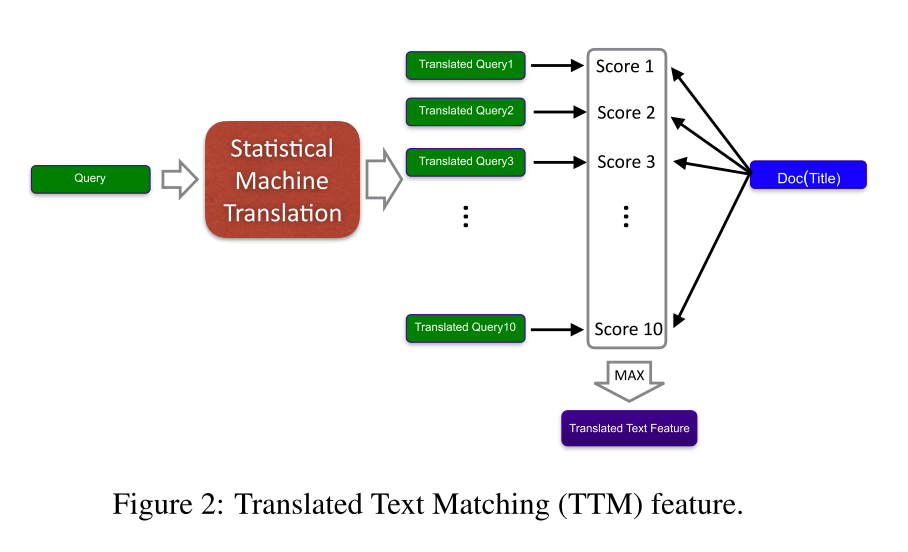 Query
Statistical
Machine
Translation
Translated Query1
Translated Query2
Translated Query3
Translated Query10
Score 1
Score 2
Score 3
Score 10
Doc(Title)
MAX
Translated Text Feature
Figure 2: Translated Text Matching (TTM) feature.